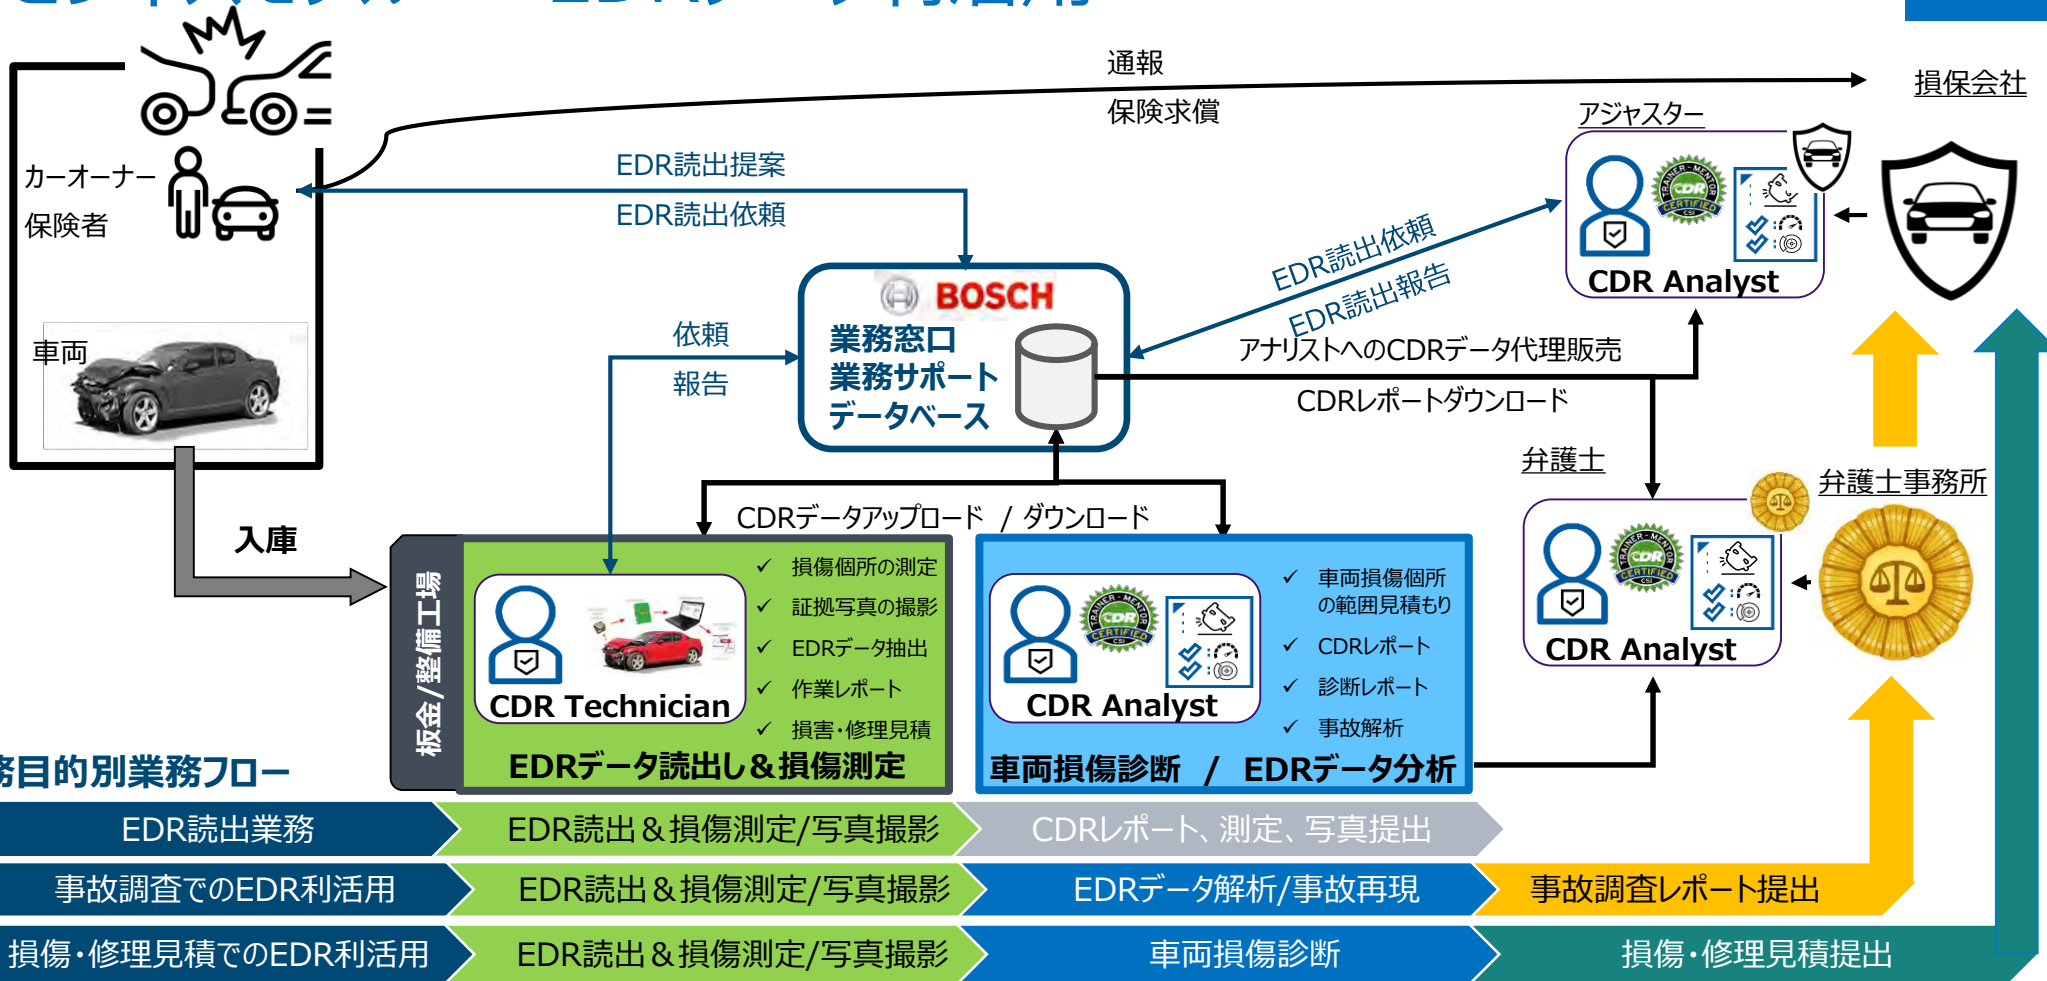 通報
保険求償
損保会社
アジャスター
カーオーナー
保険者
EDR読出提案
EDR読出依頼
EDR読出依頼
EDR読出報告
CDR Analyst
車両
依頼
報告
BOSCH
業務窓口
業務サポート
データベース
アナリストへのCDRデータ代理販売
CDRレポートダウンロード
弁護士
弁護士事務所
CDR Analyst
入庫
CDRデータアップロード / ダウンロード
板金/整備工場
CDR Technician
✓ 損傷個所の測定
✓ 証拠写真の撮影
✓ EDRデータ抽出
✓ 作業レポート
✓ 損害・修理見積
EDRデータ読出し＆損傷測定
CDR Analyst
✓ 車両損傷個所
の範囲見積もり
✓ CDRレポート
✓ 診断レポート
✓ 事故解析
車両損傷診断 / EDRデータ分析
務目的別業務フロー
EDR読出業務
EDR読出＆損傷測定/写真撮影
CDRレポート、測定、写真提出
事故調査でのEDR利活用
EDR読出＆損傷測定/写真撮影
EDRデータ解析/事故再現
事故調査レポート提出
損傷・修理見積でのEDR利活用
EDR読出＆損傷測定/写真撮影
車両損傷診断
損傷・修理見積提出